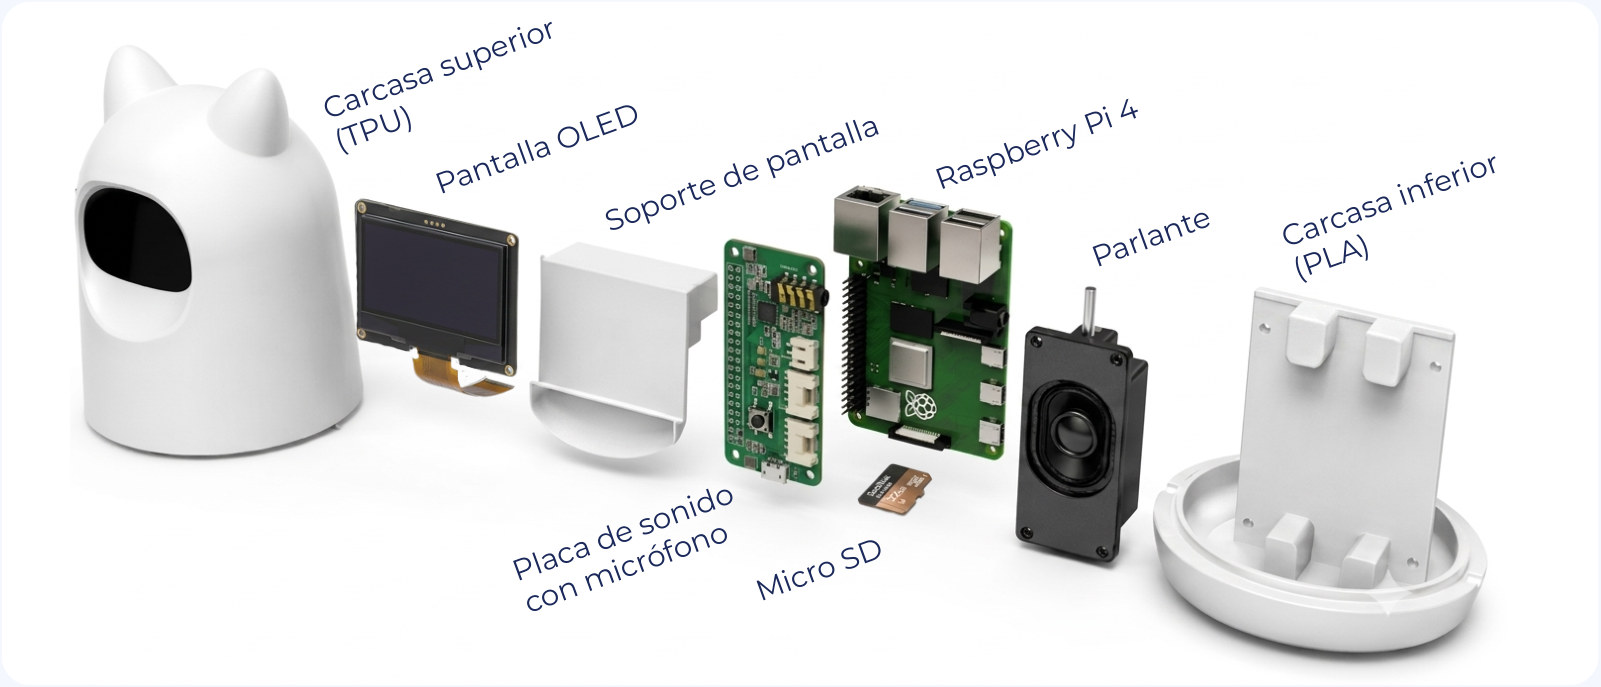 Carcasa superior
(TPU)
Pantalla OLED
Soporte de pantalla
Raspberry Pi 4
Parlante
Carcasa inferior
(PLA)
Placa de sonido
con micrófono
Micro SD